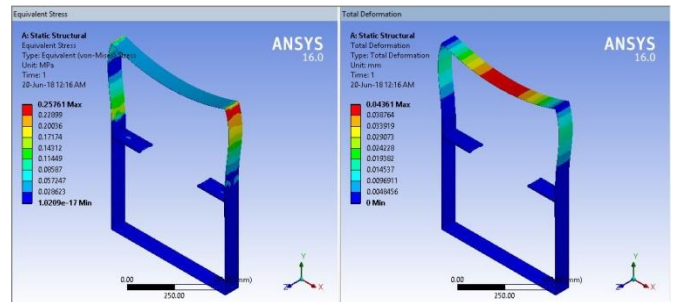 Equivalent Stress
A: Static Structural
Equivalent Stress
Type: Equivalent (von-Mises) Stress
Unit: MPa
Time: 1
20-Jun-18 12:16 AM
0.25761 Max
0.22899
0.20036
0.17174
0.14312
0.11449
0.08587
0.057247
0.028623
1.0209e-17 Min
ANSYS
16.0
0.00
(mm)
250.00
Y
Z
X
Total Deformation
A: Static Structural
Total Deformation
Type: Total Deformation
Unit: mm
Time: 1
20-Jun-18 12:16 AM
0.04361 Max
0.038764
0.033919
0.029073
0.024228
0.019382
0.014537
0.0096911
0.0048456
0 Min
ANSYS
16.0
0.00
(mm)
250.00
Y
Z
X